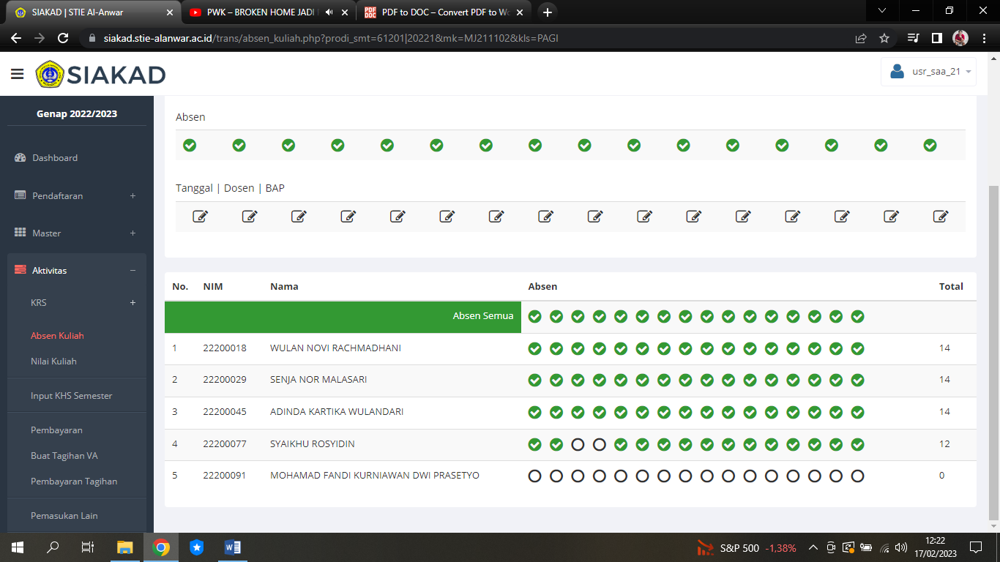 SIAKAD | STIE Al-Anwar
PWK – BROKEN HOME JADI
PDF to DOC – Convert PDF to Wo
siakad.stie-alanwar.ac.id/trans/absen_kuliah.php?prodi_smt=61201|20221&mk=MJ211102&kls=PAGI
SIAKAD
usr_saa_21
Genap 2022/2023
Dashboard
Pendaftaran +
Master +
Aktivitas −
KRS +
Absen Kuliah
Nilai Kuliah
Input KHS Semester
Pembayaran
Buat Tagihan VA
Pembayaran Tagihan
Pemasukan Lain
Absen
Tanggal | Dosen | BAP
No. NIM Nama Absen Total
Absen Semua
1 22200018 WULAN NOVI RACHMADHANI 14
2 22200029 SENJA NOR MALASARI 14
3 22200045 ADINDA KARTIKA WULANDARI 14
4 22200077 SYAIKHU ROSYIDIN 12
5 22200091 MOHAMAD FANDI KURNIAWAN DWI PRASETYO 0
S&P 500 -1,38%
12:22
17/02/2023